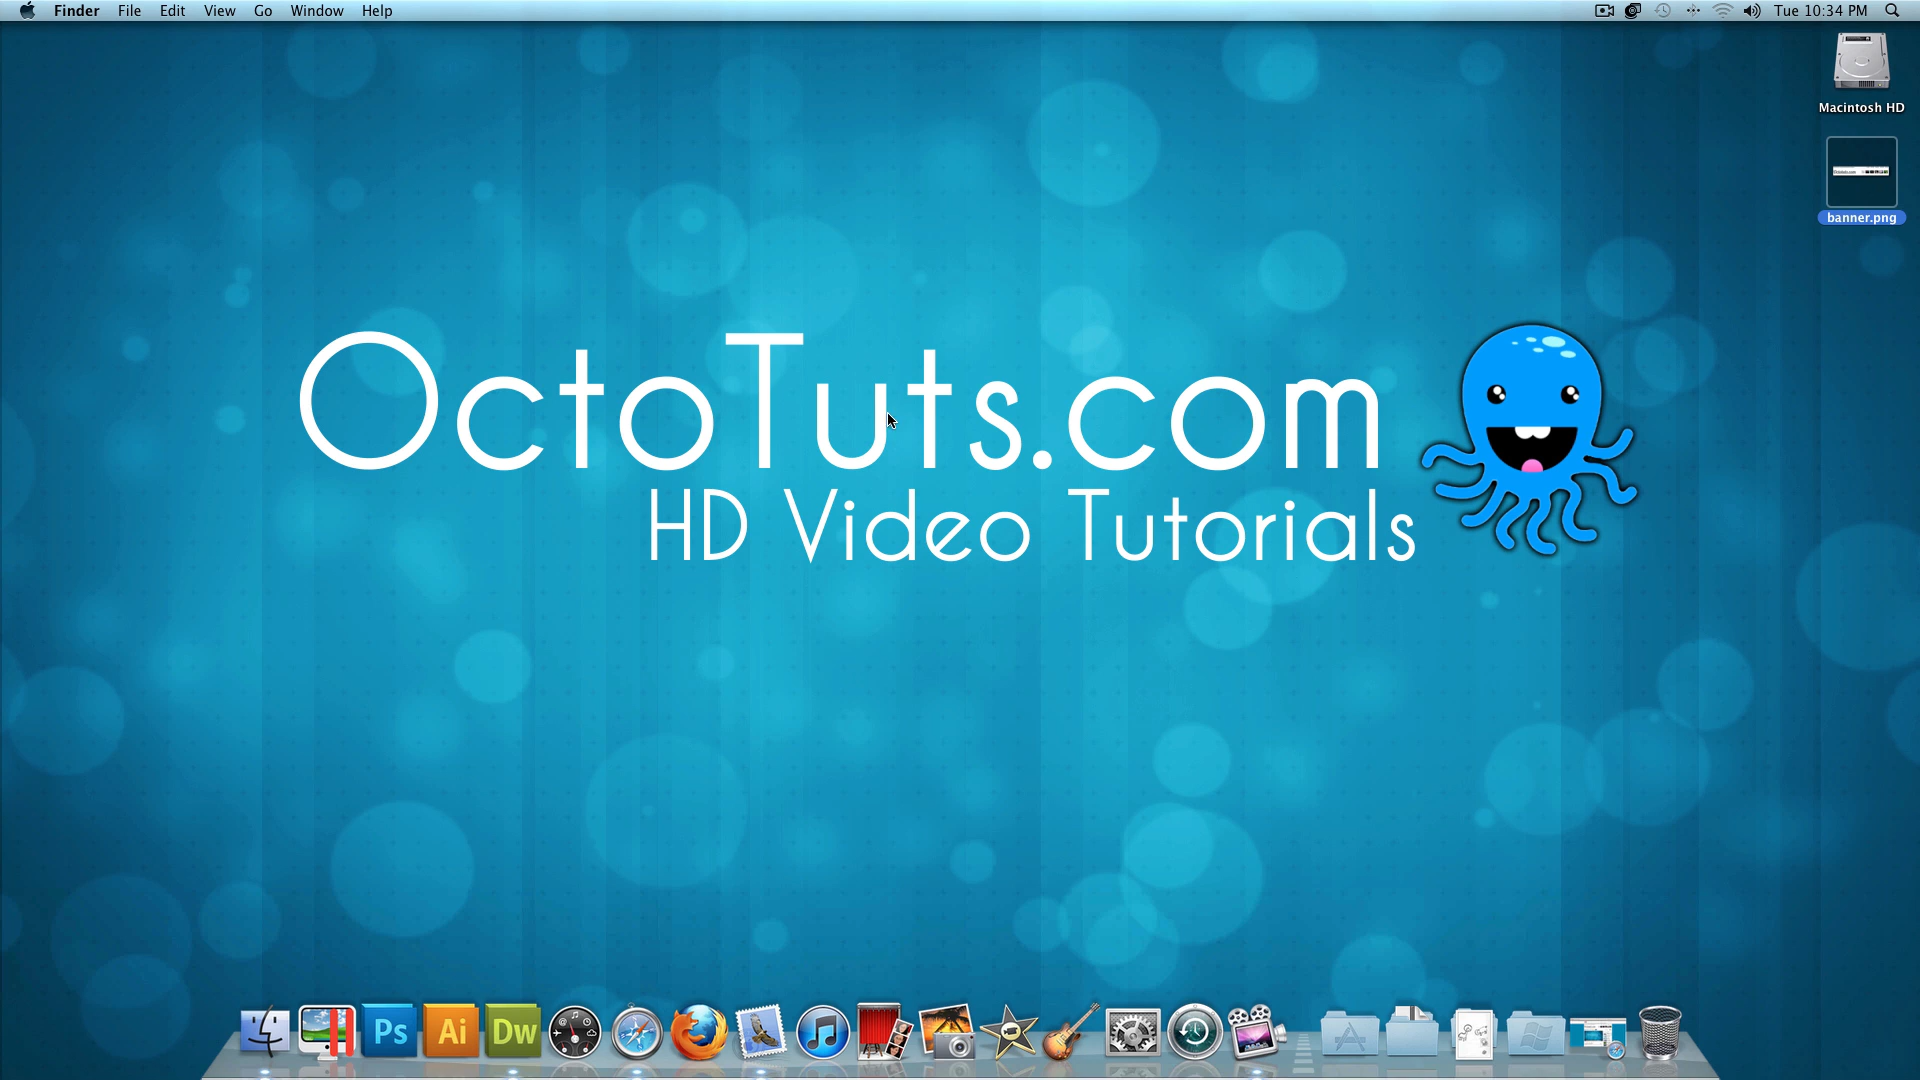 Finder File Edit View Go Window Help Tue 10:34 PM
Macintosh HD
banner.png
OctoTuts.com
HD Video Tutorials
Ps Ai Dw